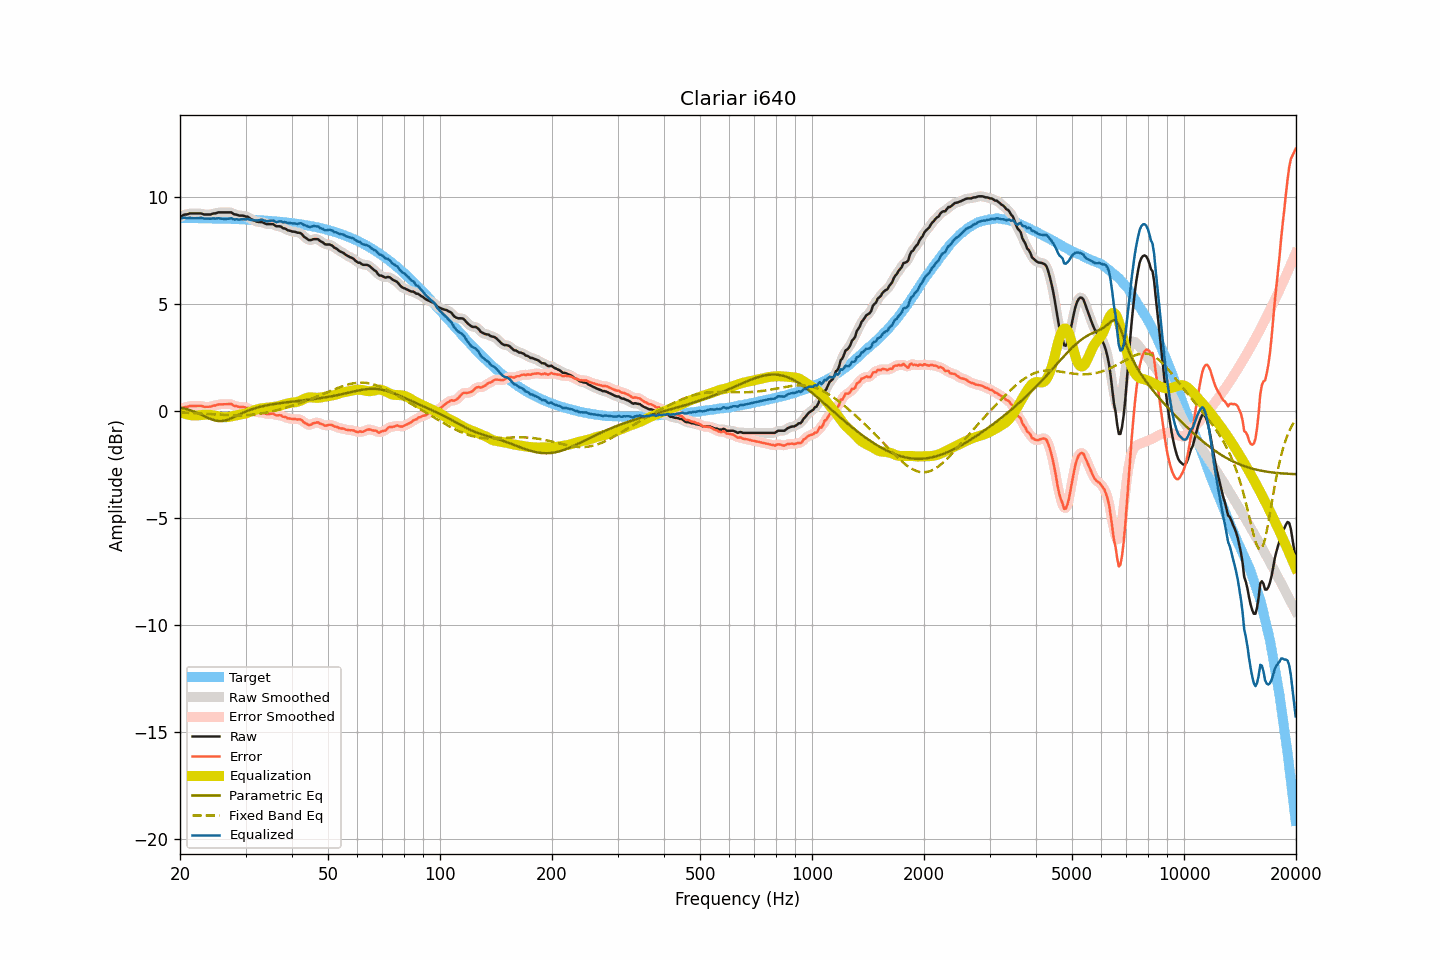 Clariar i640
Amplitude (dBr)
10
5
0
−5
−10
−15
−20
Target
Raw Smoothed
Error Smoothed
Raw
Error
Equalization
Parametric Eq
Fixed Band Eq
Equalized
20 50 100 200 500 1000 2000 5000 10000 20000
Frequency (Hz)